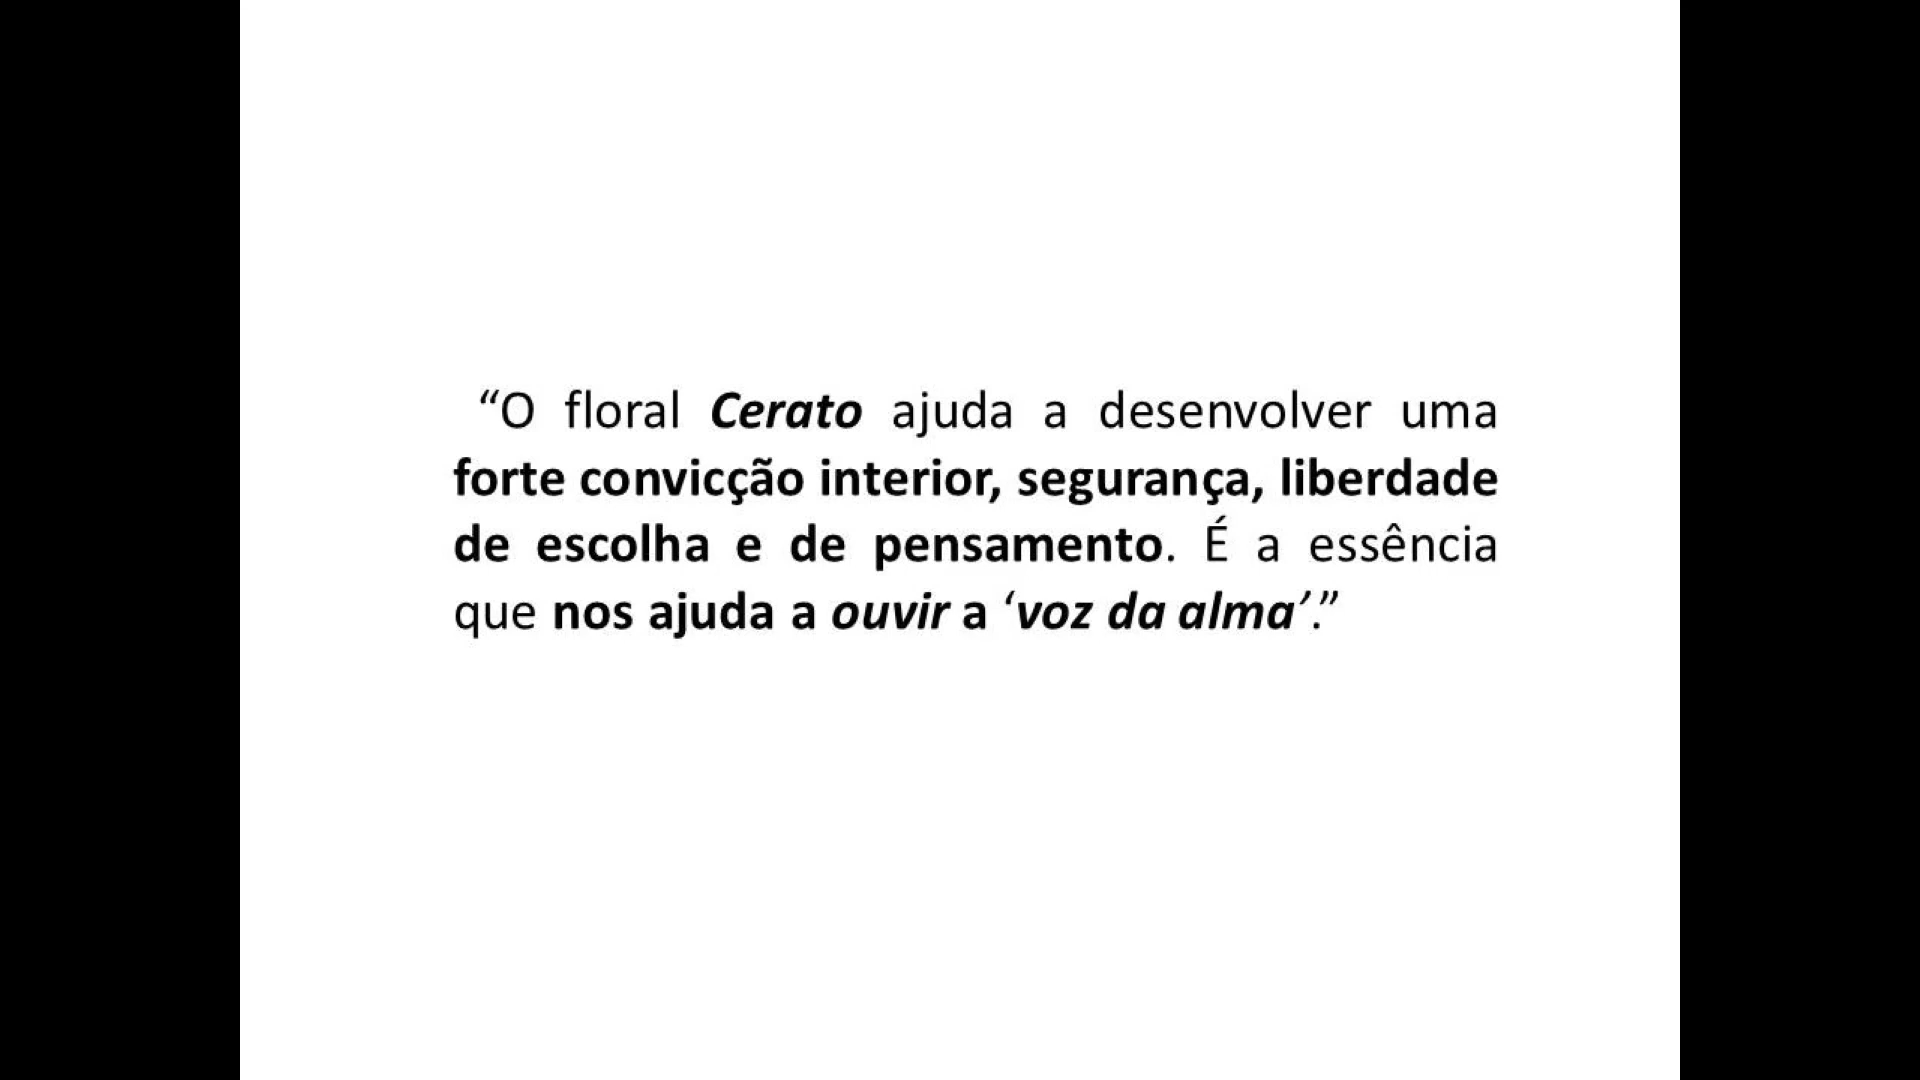 “O floral Cerato ajuda a desenvolver uma
forte convicção interior, segurança, liberdade
de escolha e de pensamento. É a essência
que nos ajuda a ouvir a ‘voz da alma’.”